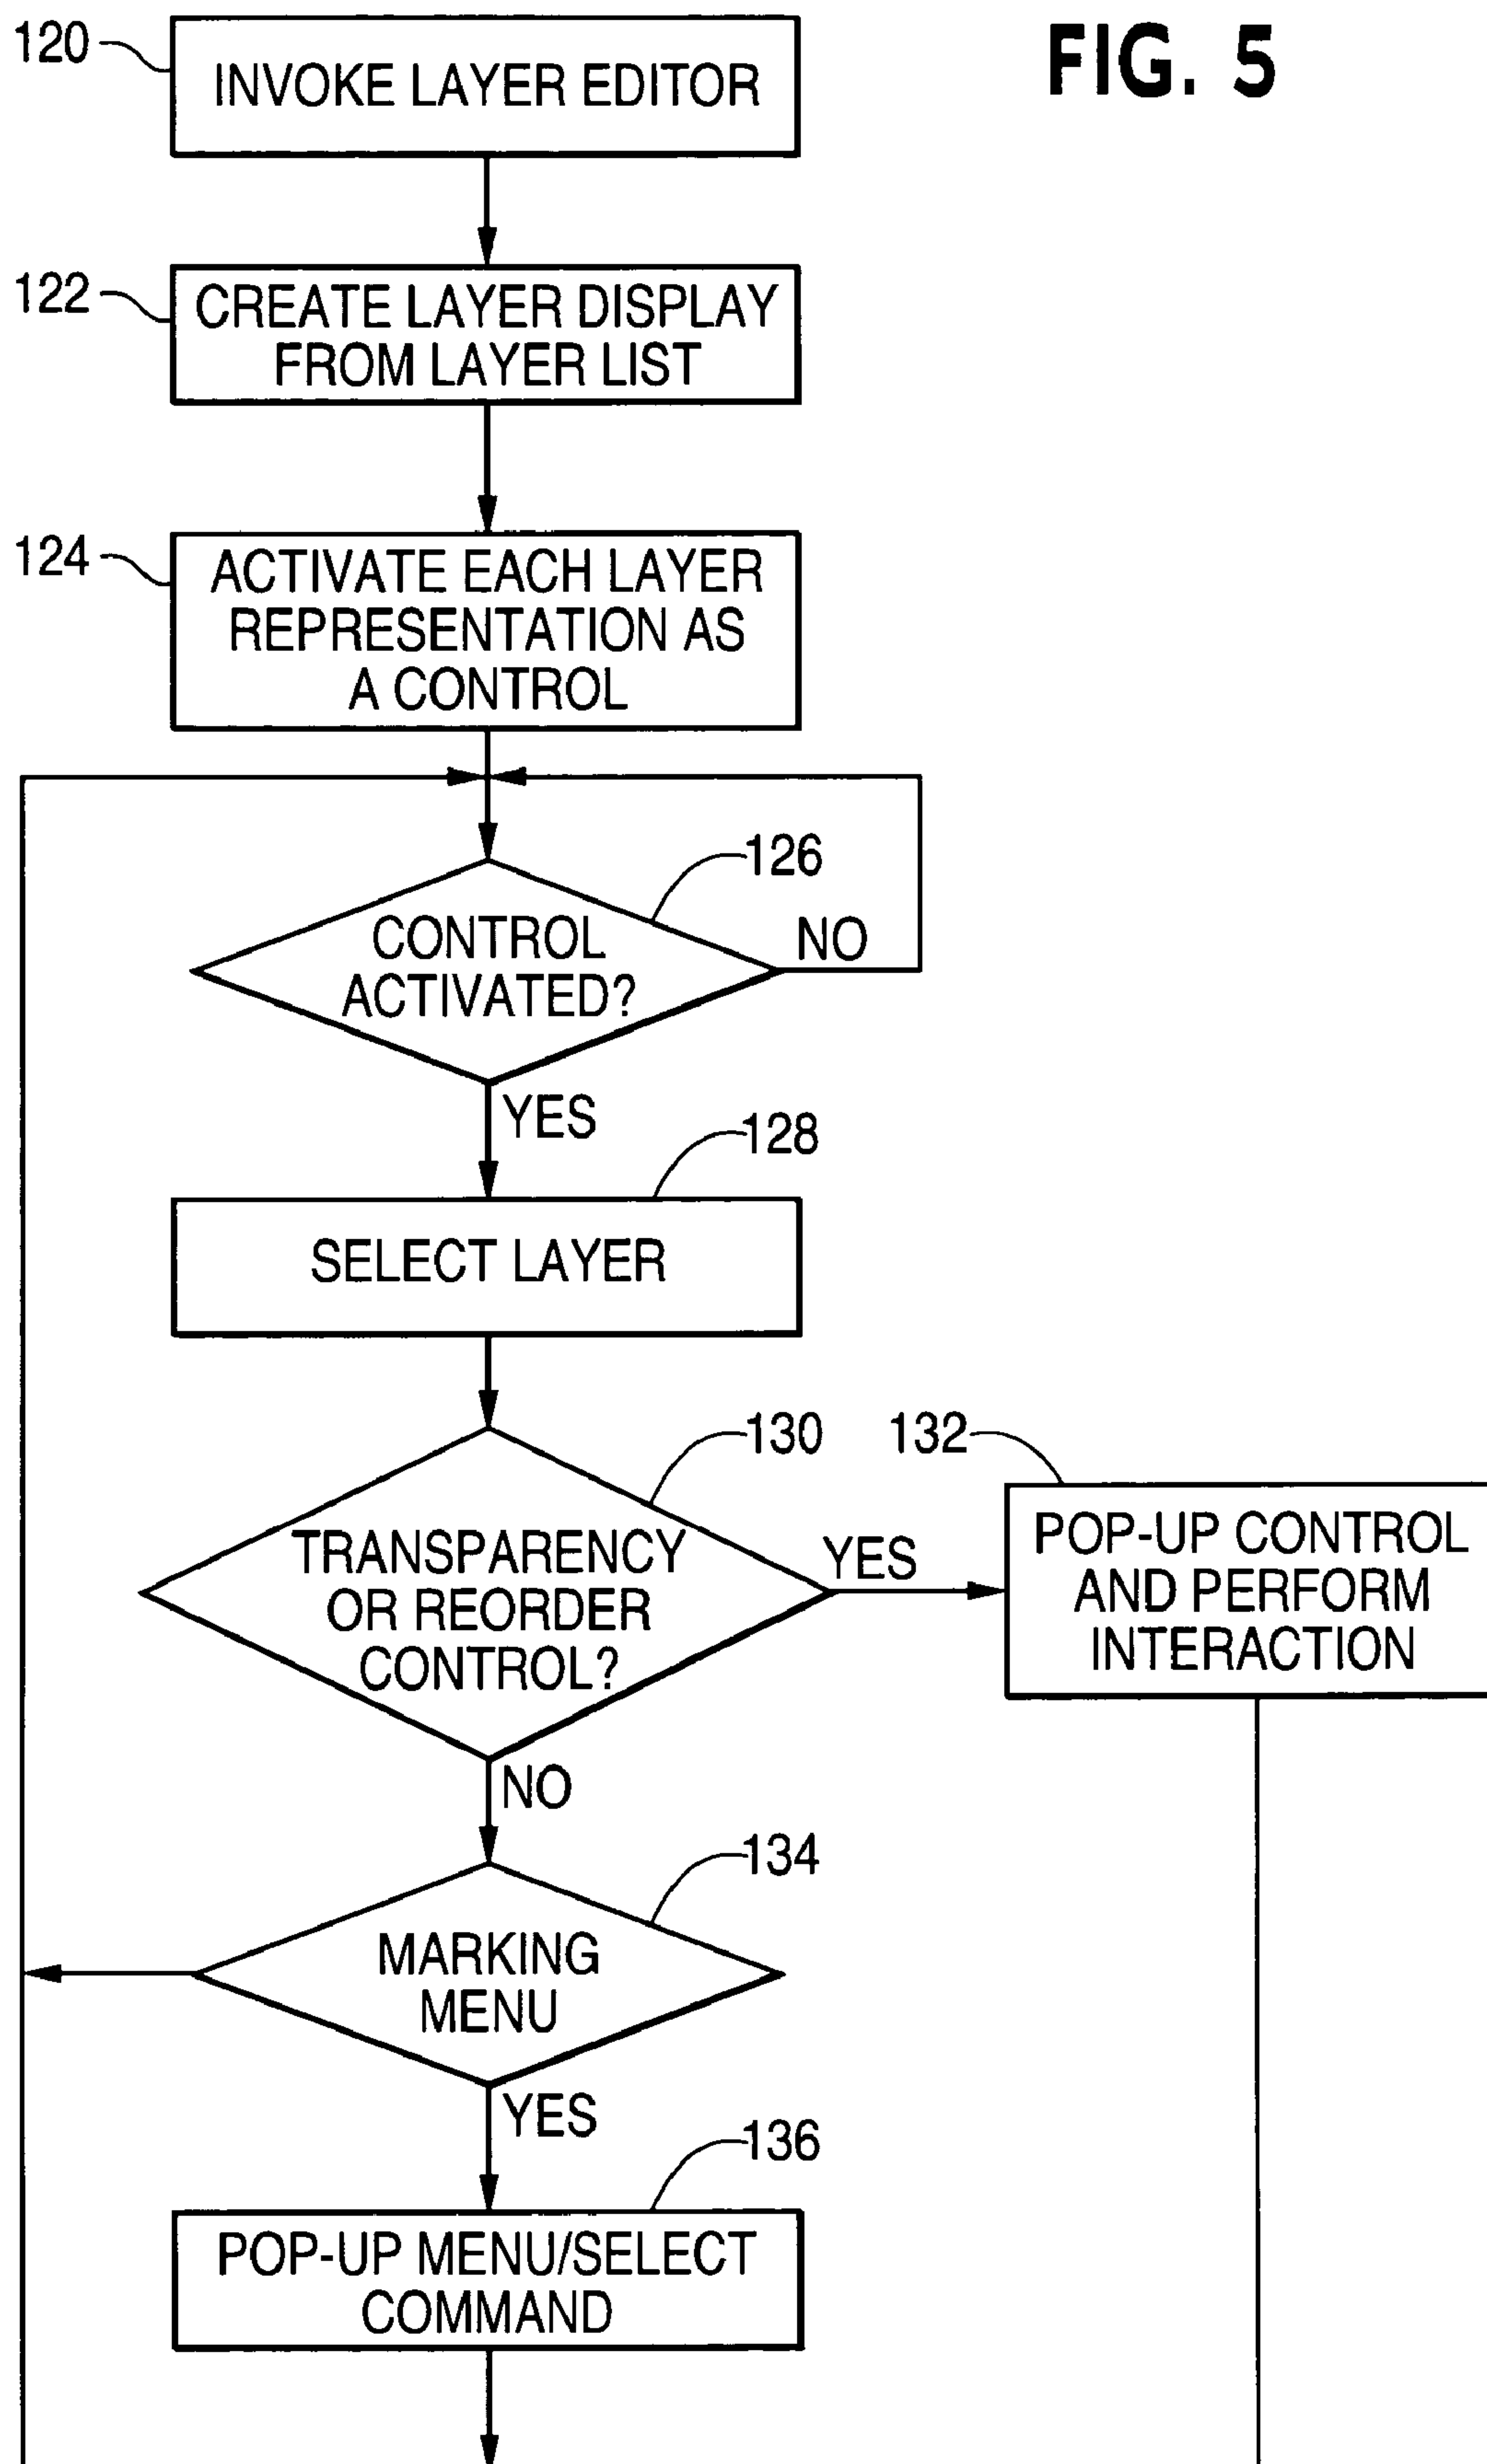 FIG. 5
120
INVOKE LAYER EDITOR
122
CREATE LAYER DISPLAY
FROM LAYER LIST
124
ACTIVATE EACH LAYER
REPRESENTATION AS
A CONTROL
126
CONTROL
ACTIVATED?
NO
YES
128
SELECT LAYER
130
TRANSPARENCY
OR REORDER
CONTROL?
YES
132
POP-UP CONTROL
AND PERFORM
INTERACTION
NO
134
MARKING
MENU
YES
136
POP-UP MENU/SELECT
COMMAND